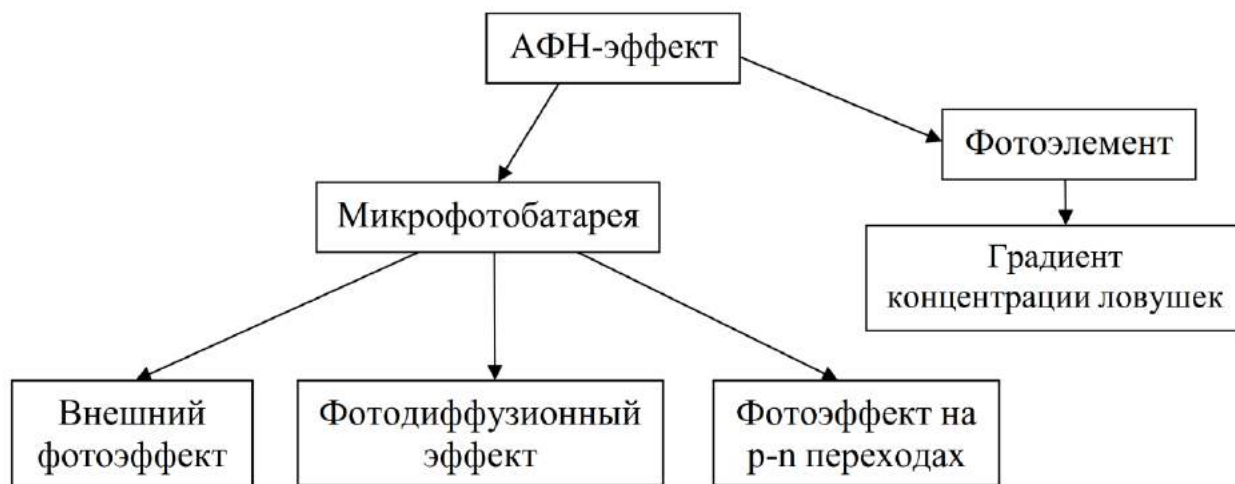 АФН-эффект
Фотоэлемент
Микрофотобатарея
Градиент
концентрации ловушек
Внешний
фотоэффект
Фотодиффузионный
эффект
Фотоэффект на
p-n переходах